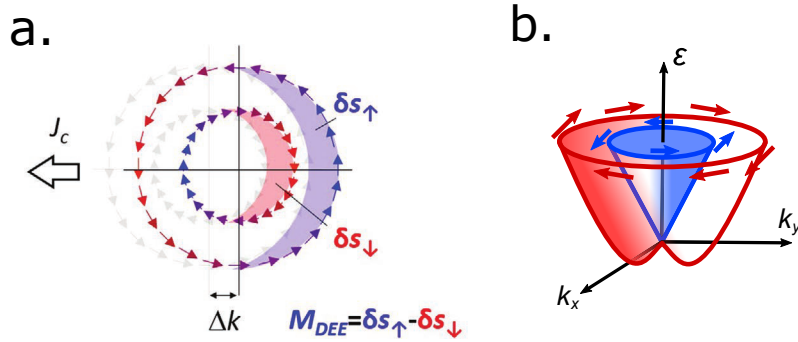 a.
J_c
δs↑
δs↓
Δk
M_DEE=δs↑-δs↓
b.
ε
k_y
k_x